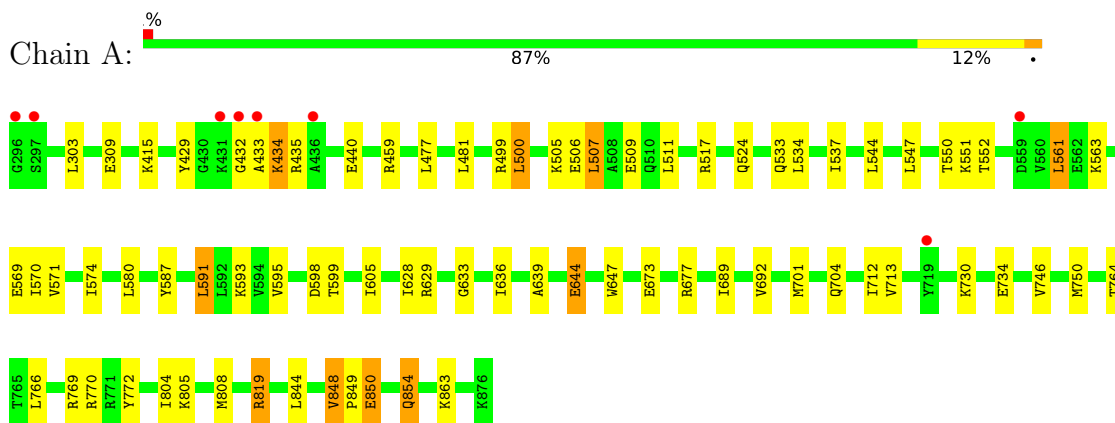 %
Chain A:
87% 12% •
G296 S297 L303 E309 K415 Y429 G430 K431 G432 A433 K434 R435 A436 E440 R459 L477 L481 R499 L500 K505 E506 L507 A508 E509 Q510 L511 R517 Q524 Q533 L534 I537 L544 L547 T550 K551 T552 D559 V560 L561 E562 K563
E569 I570 V571 I574 L580 Y587 L591 L592 K593 V594 V595 D598 T599 I605 I628 R629 G633 I636 A639 E644 W647 E673 R677 I689 V692 M701 Q704 I712 V713 Y719 K730 E734 V746 M750 T764
T765 L766 R769 R770 R771 Y772 I804 K805 M808 R819 L844 V848 P849 E850 Q854 K863 K876